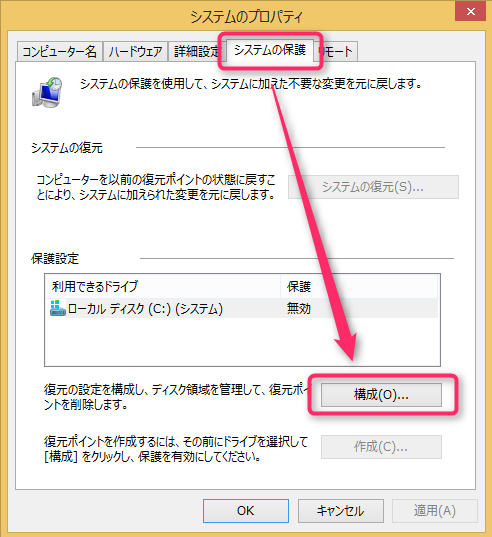 システムのプロパティ
コンピューター名 ハードウェア 詳細設定 システムの保護 リモート
システムの保護を使用して、システムに加えた不要な変更を元に戻します。
システムの復元
コンピューターを以前の復元ポイントの状態に戻すこ
とにより、システムに加えられた変更を元に戻します。
システムの復元(S)...
保護設定
利用できるドライブ 保護
ローカル ディスク (C:) (システム) 無効
復元の設定を構成し、ディスク領域を管理して、復元ポイ
ントを削除します。
構成(O)...
復元ポイントを作成するには、その前にドライブを選択して
[構成] をクリックし、保護を有効にしてください。
作成(C)...
OK キャンセル 適用(A)